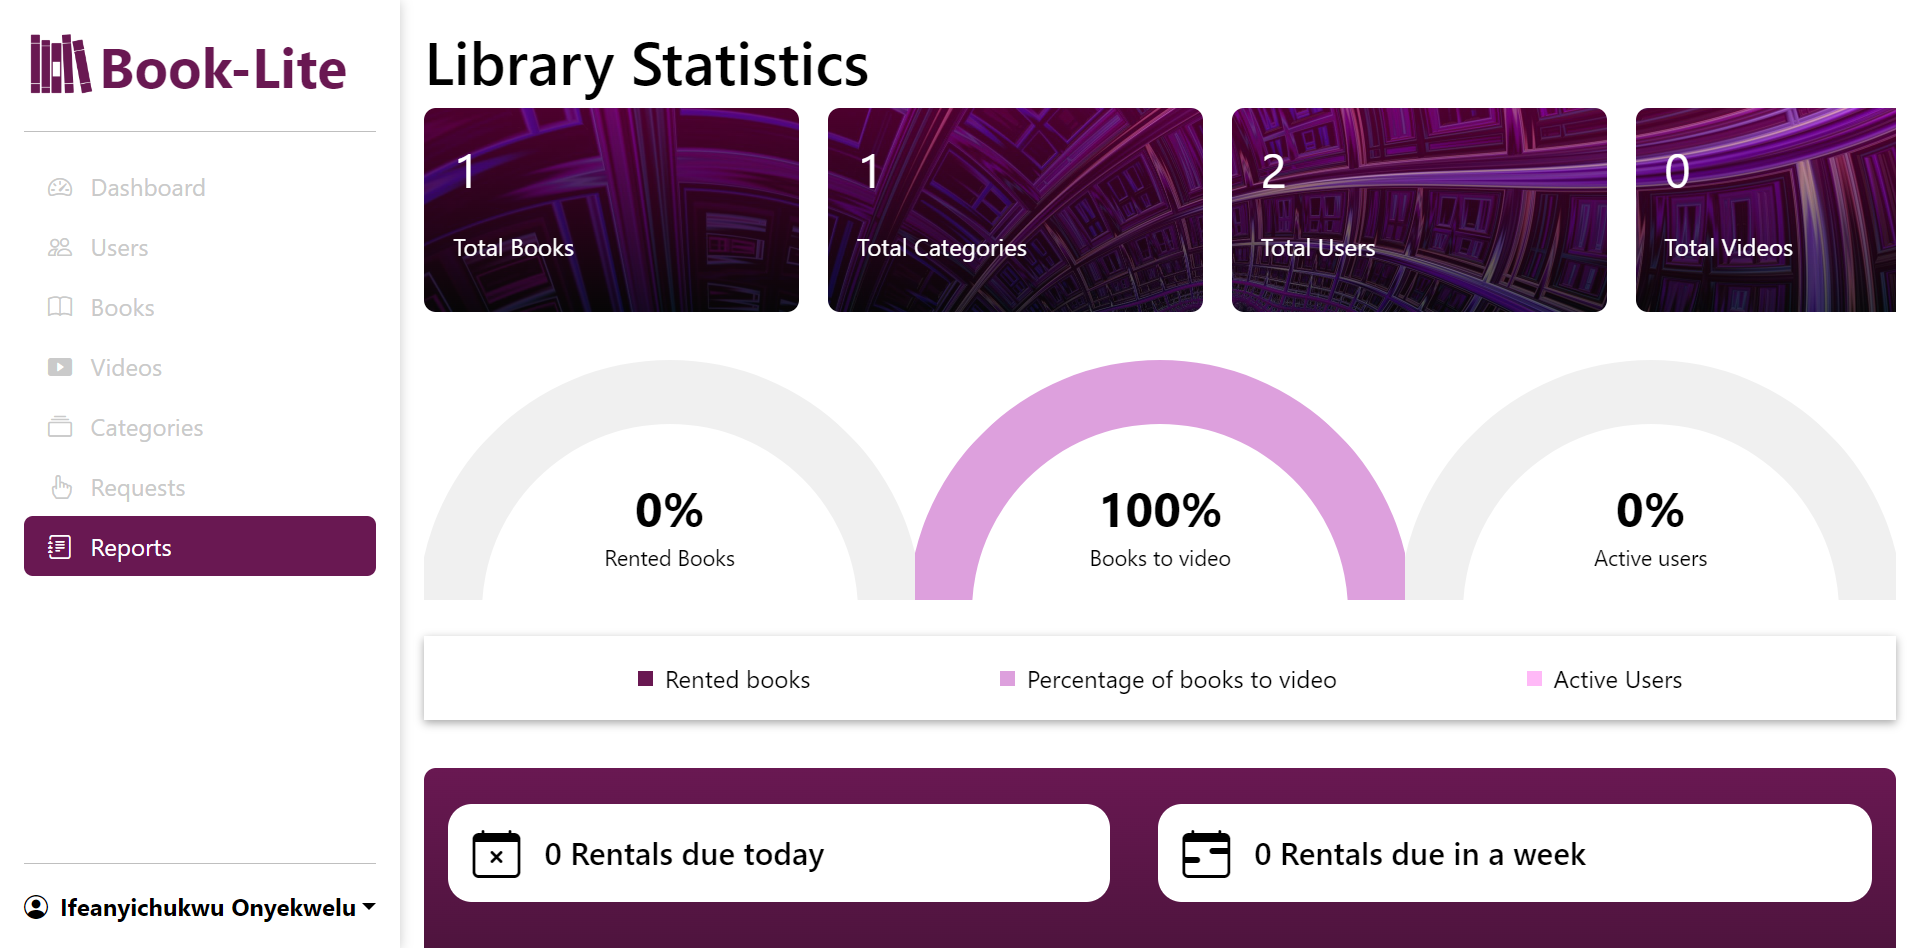 Book-Lite
Dashboard
Users
Books
Videos
Categories
Requests
Reports
Ifeanyichukwu Onyekwelu
Library Statistics
1
Total Books
1
Total Categories
2
Total Users
0
Total Videos
0%
Rented Books
100%
Books to video
0%
Active users
Rented books
Percentage of books to video
Active Users
0 Rentals due today
0 Rentals due in a week